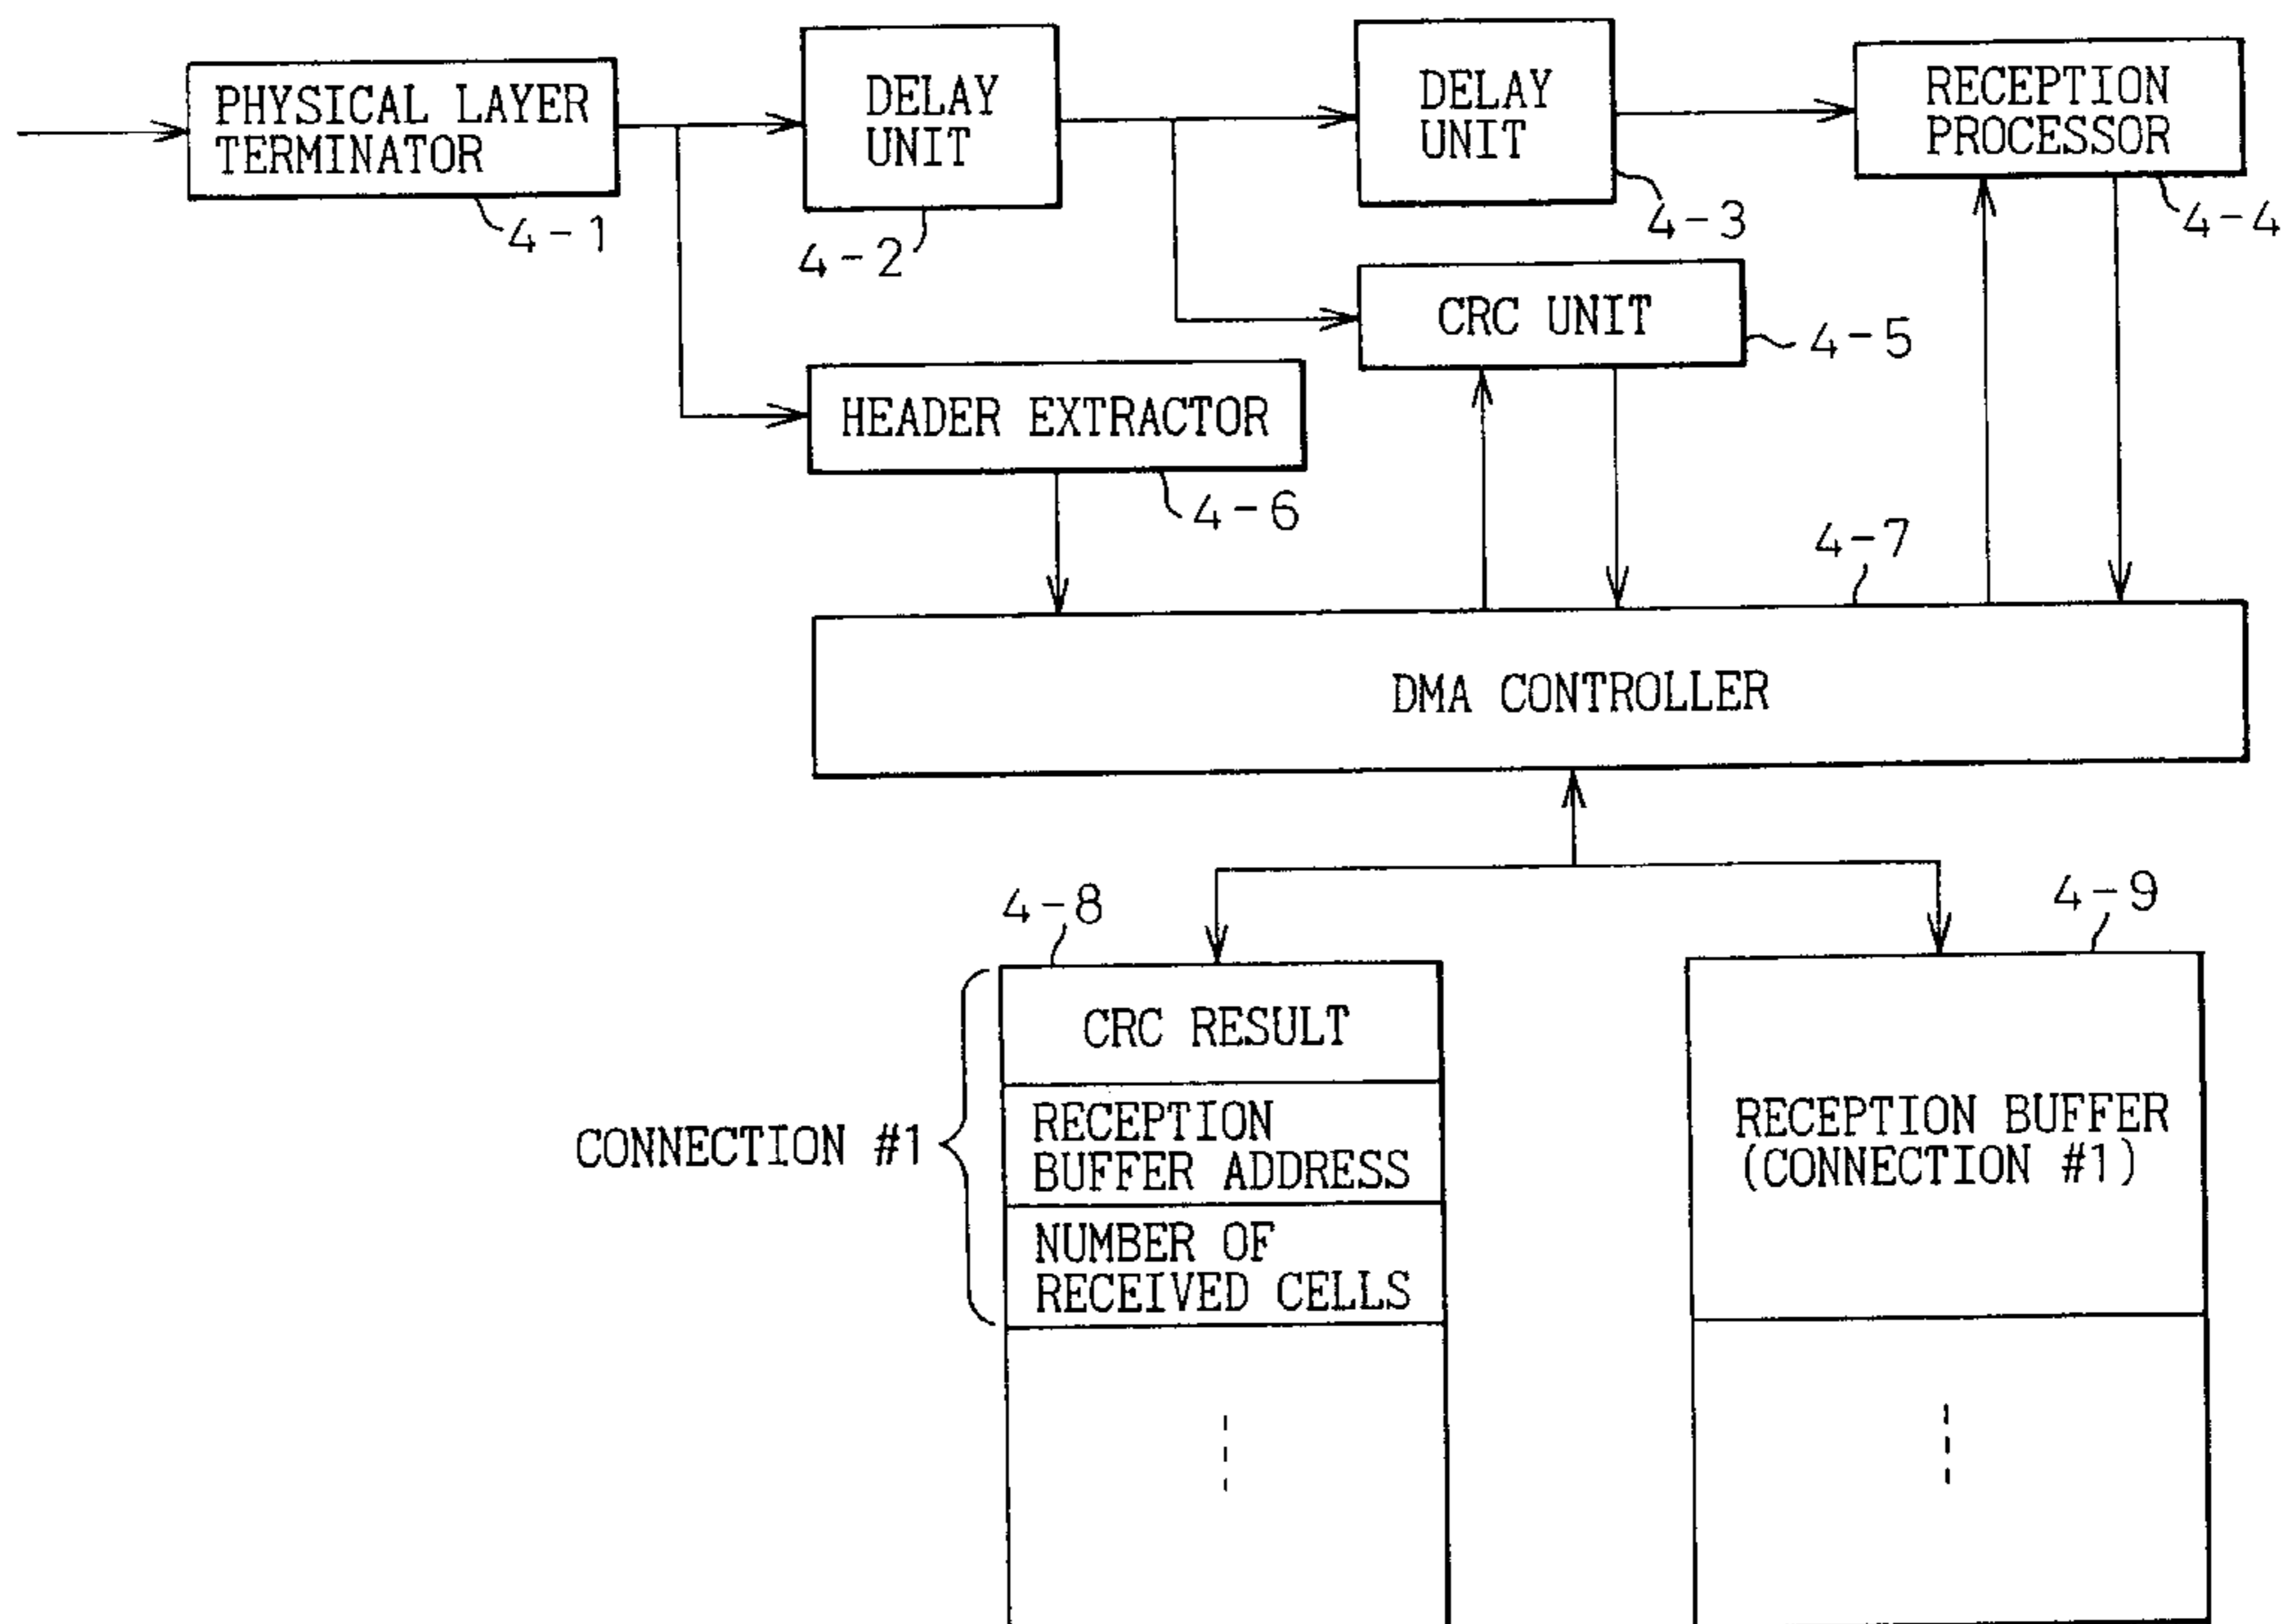 PHYSICAL LAYER
TERMINATOR
4-1
DELAY
UNIT
4-2
DELAY
UNIT
4-3
RECEPTION
PROCESSOR
4-4
CRC UNIT
4-5
HEADER EXTRACTOR
4-6
4-7
DMA CONTROLLER
4-8
4-9
CONNECTION #1
CRC RESULT
RECEPTION
BUFFER ADDRESS
NUMBER OF
RECEIVED CELLS
RECEPTION BUFFER
(CONNECTION #1)